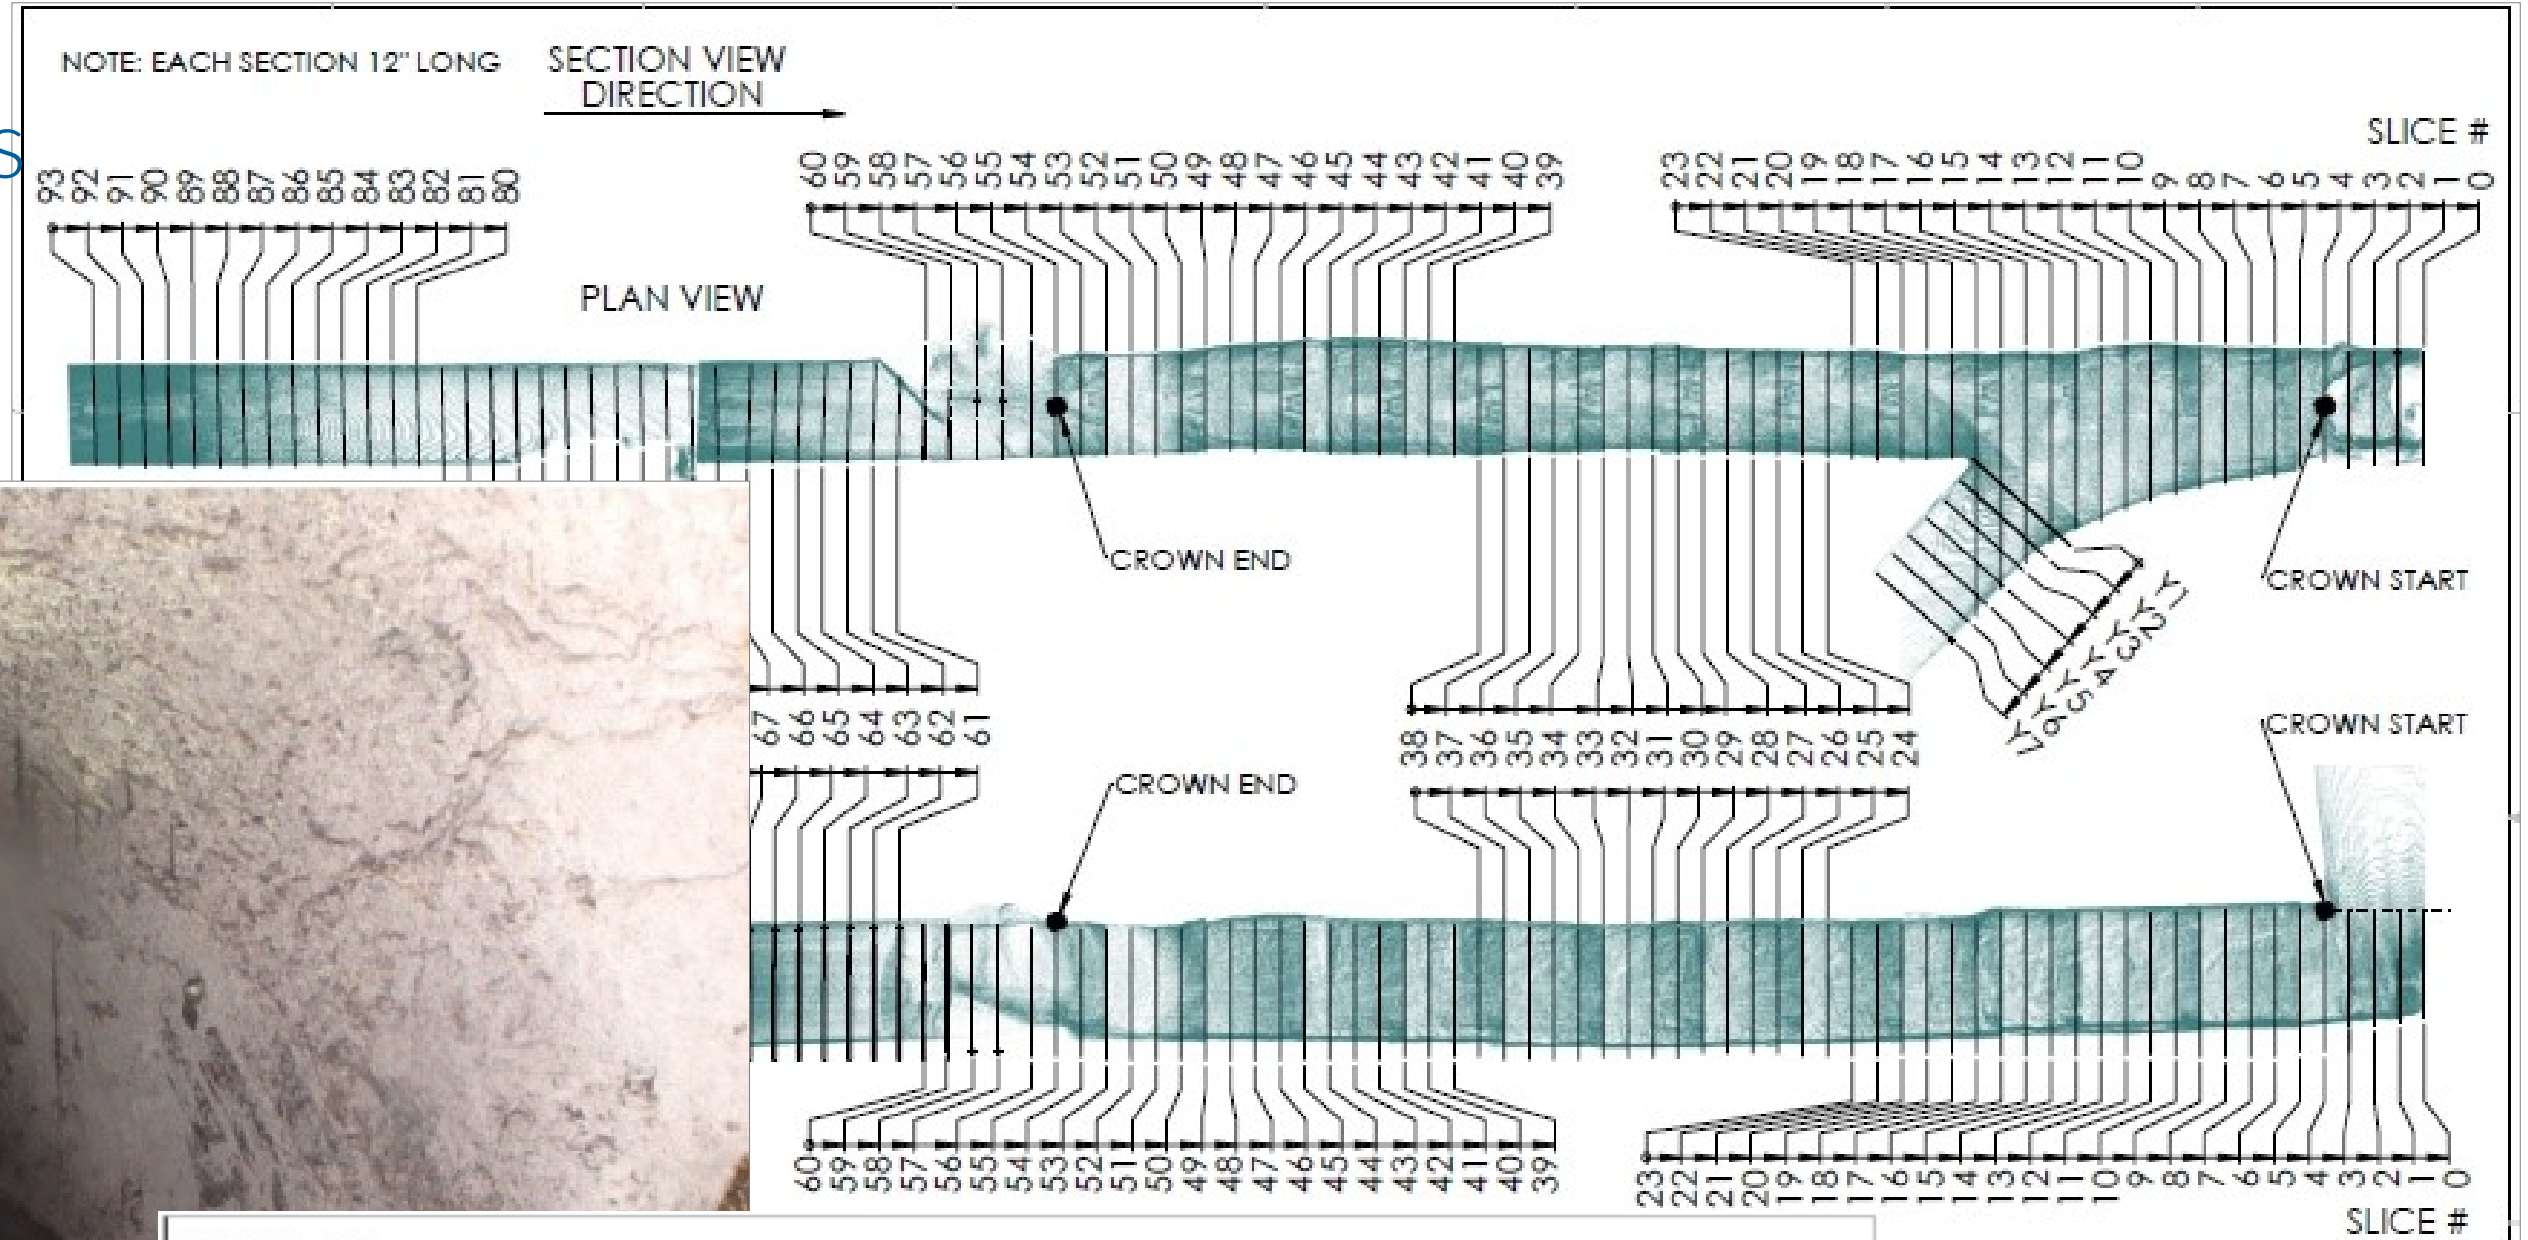 NOTE: EACH SECTION 12" LONG
SECTION VIEW
DIRECTION
SLICE #
S
93 92 91 90 89 88 87 86 85 84 83 82 81 80
60 59 58 57 56 55 54 53 52 51 50 49 48 47 46 45 44 43 42 41 40 39
23 22 21 20 19 18 17 16 15 14 13 12 11 10 9 8 7 6 5 4 3 2 1 0
PLAN VIEW
CROWN END
CROWN START
Y1 Y2 Y3 Y4 Y5 Y6 Y7
67 66 65 64 63 62 61
38 37 36 35 34 33 32 31 30 29 28 27 26 25 24
CROWN START
CROWN END
60 59 58 57 56 55 54 53 52 51 50 49 48 47 46 45 44 43 42 41 40 39
23 22 21 20 19 18 17 16 15 14 13 12 11 10 9 8 7 6 5 4 3 2 1 0
SLICE #